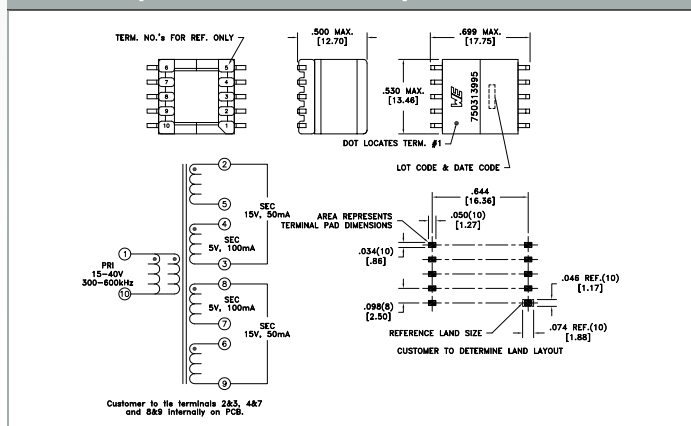 TERM. NO.'s FOR REF. ONLY
6
5
7
4
8
3
9
2
10
1
.500 MAX.
[12.70]
.699 MAX.
[17.75]
.530 MAX.
[13.46]
WE
750313995
DOT LOCATES TERM. #1
LOT CODE & DATE CODE
2
5
4
3
8
7
6
9
1
10
PRI
15-40V
300-600kHz
SEC
15V, 50mA
SEC
5V, 100mA
SEC
5V, 100mA
SEC
15V, 50mA
Customer to tie terminals 2&3, 4&7
and 8&9 internally on PCB.
.644
[16.36]
AREA REPRESENTS
TERMINAL PAD DIMENSIONS
.050(10)
[1.27]
.034(10)
[.86]
.098(8)
[2.50]
.046 REF.(10)
[1.17]
.074 REF.(10)
[1.88]
REFERENCE LAND SIZE
CUSTOMER TO DETERMINE LAND LAYOUT